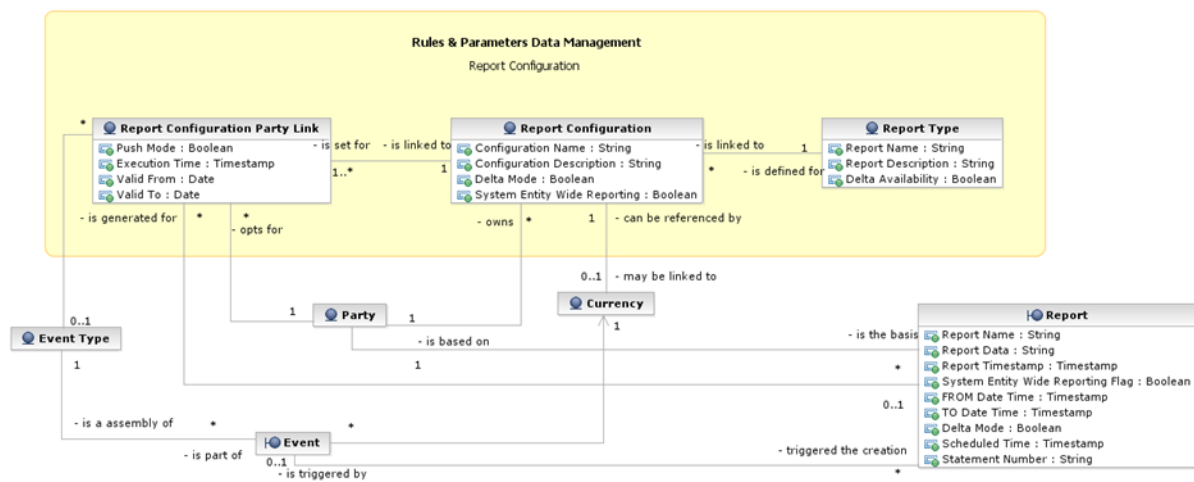 Rules & Parameters Data Management
Report Configuration
*
Report Configuration Party Link
Push Mode : Boolean
Execution Time : Timestamp
Valid From : Date
Valid To : Date
- is set for
- is linked to
1..*
1
Report Configuration
Configuration Name : String
Configuration Description : String
Delta Mode : Boolean
System Entity Wide Reporting : Boolean
- is linked to
1
*
- is defined for
Report Type
Report Name : String
Report Description : String
Delta Availability : Boolean
- is generated for
*
*
- opts for
- owns
*
1
- can be referenced by
0..1
- may be linked to
1
Party
1
Currency
1
0..1
Event Type
1
- is based on
1
- is the basis
*
0..1
Report
Report Name : String
Report Data : String
Report Timestamp : Timestamp
System Entity Wide Reporting Flag : Boolean
FROM Date Time : Timestamp
TO Date Time : Timestamp
Delta Mode : Boolean
Scheduled Time : Timestamp
Statement Number : String
- is a assembly of
*
*
Event
- is part of
0..1
- is triggered by
- triggered the creation
*